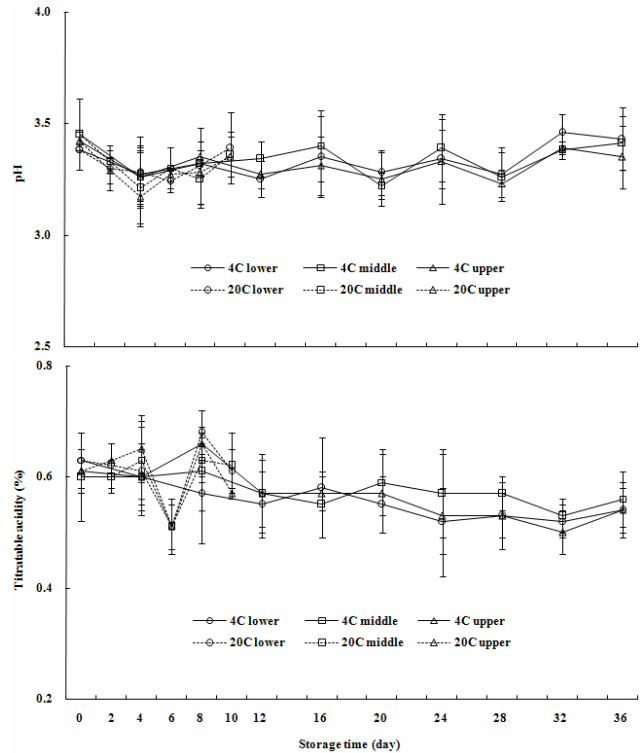 4.0
3.5
pH
3.0
4C lower 4C middle 4C upper
20C lower 20C middle 20C upper
2.5
0.8
0.6
Titratable acidity (%)
0.4
4C lower 4C middle 4C upper
20C lower 20C middle 20C upper
0.2
0 2 4 6 8 10 12 16 20 24 28 32 36
Storage time (day)